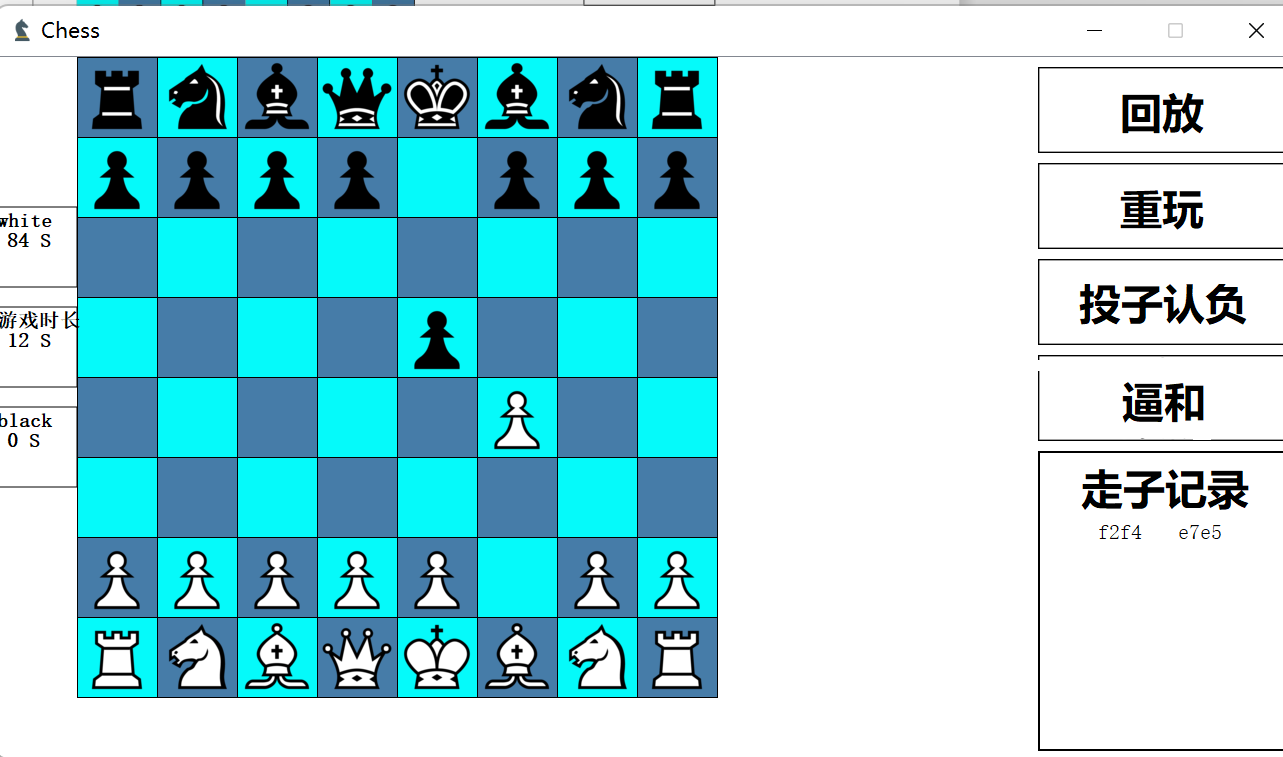 Chess
white
84 S
游戏时长
12 S
black
0 S
回放
重玩
投子认负
逼和
走子记录
f2f4 e7e5